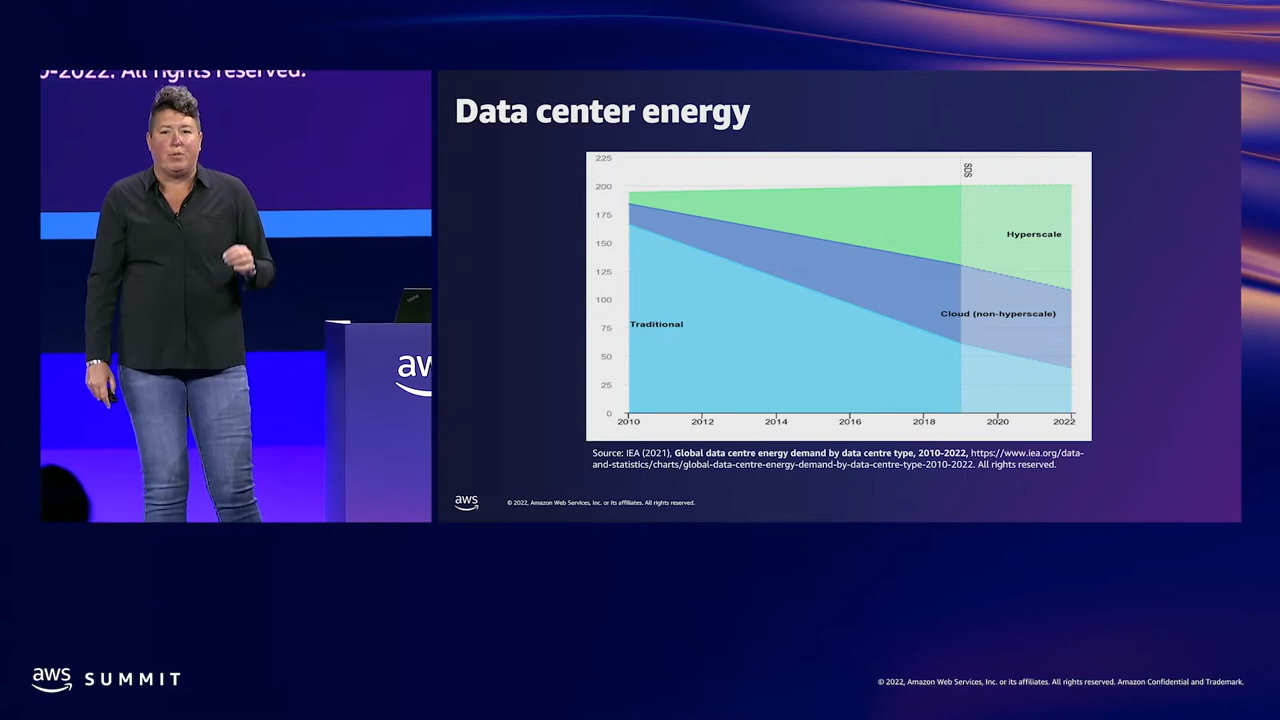 0-2022. All rights reserved.
Data center energy
225
200
175
150
125
100
75
50
25
0
SDS
Hyperscale
Cloud (non-hyperscale)
Traditional
2010 2012 2014 2016 2018 2020 2022
Source: IEA (2021), Global data centre energy demand by data centre type, 2010-2022, https://www.iea.org/data-
and-statistics/charts/global-data-centre-energy-demand-by-data-centre-type-2010-2022. All rights reserved.
aws
© 2022, Amazon Web Services, Inc. or its affiliates. All rights reserved.
aw
aws SUMMIT
© 2022, Amazon Web Services, Inc. or its affiliates. All rights reserved. Amazon Confidential and Trademark.